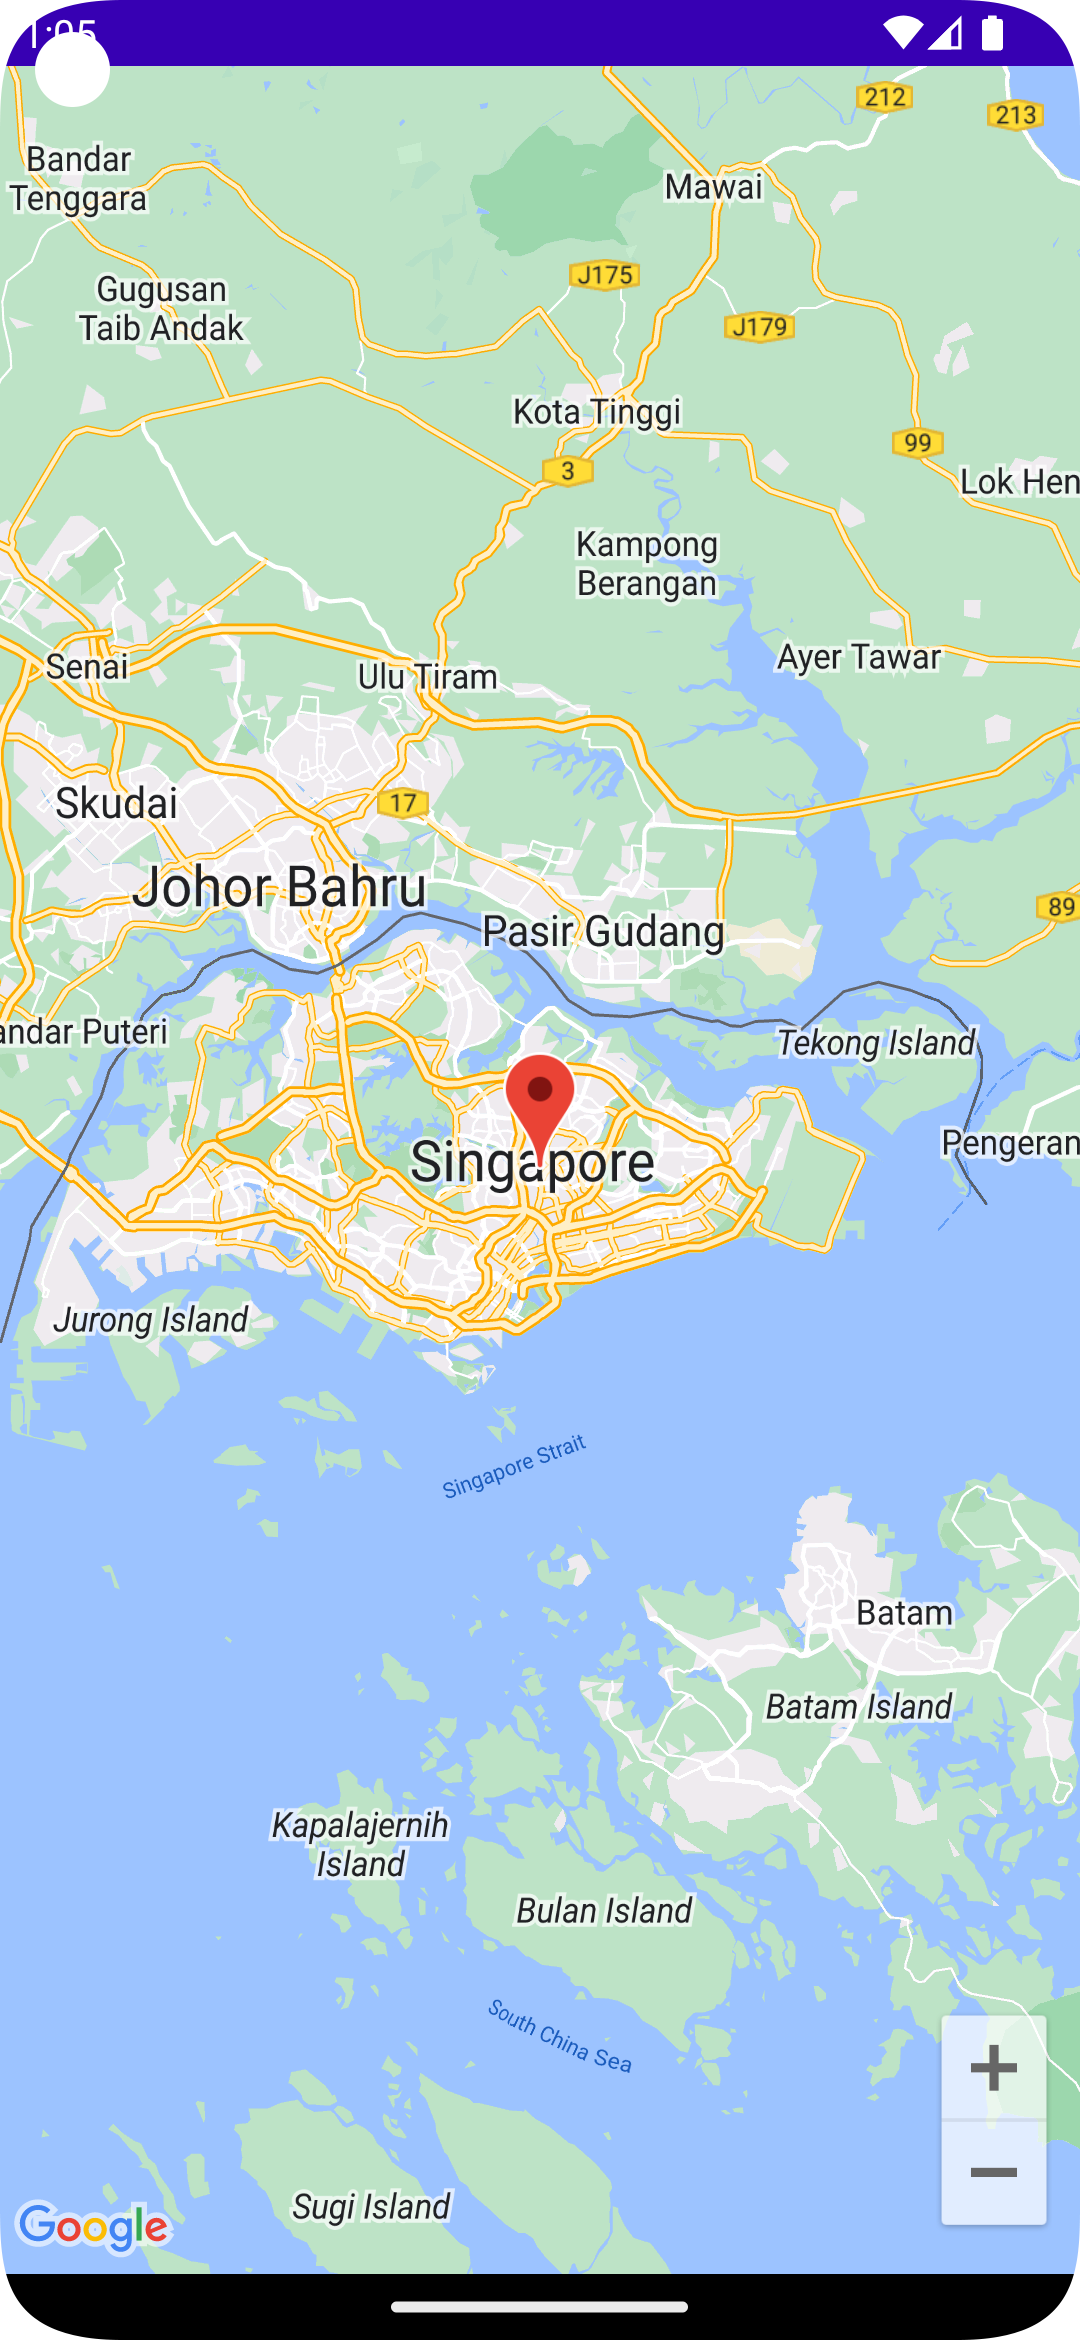 1:05
212
213
Bandar
Tenggara
Mawai
J175
Gugusan
Taib Andak
J179
Kota Tinggi
99
3
Lok Hen
Kampong
Berangan
Ayer Tawar
Senai
Ulu Tiram
Skudai
17
Johor Bahru
89
Pasir Gudang
andar Puteri
Tekong Island
Pengeran
Singapore
Jurong Island
Singapore Strait
Batam
Batam Island
Kapalajernih
Island
Bulan Island
South China Sea
Sugi Island
Google